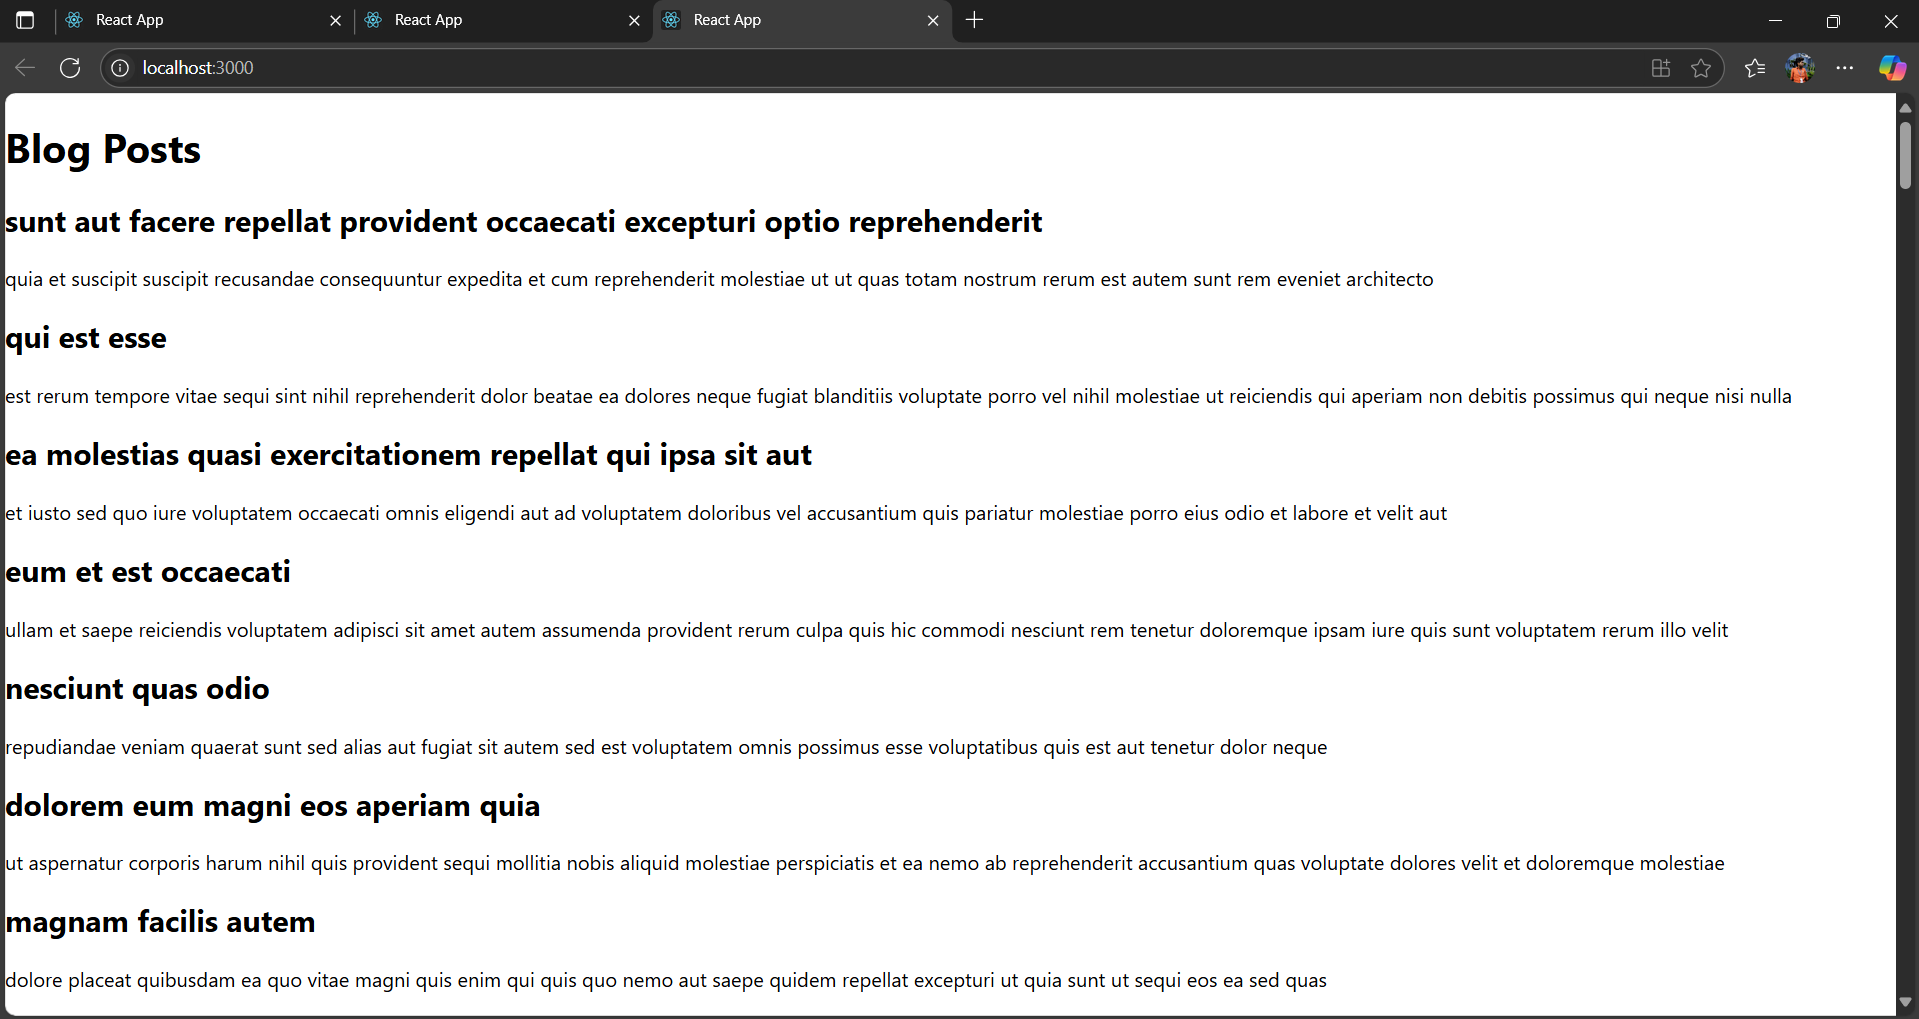 React App
React App
React App
localhost:3000
Blog Posts
sunt aut facere repellat provident occaecati excepturi optio reprehenderit
quia et suscipit suscipit recusandae consequuntur expedita et cum reprehenderit molestiae ut ut quas totam nostrum rerum est autem sunt rem eveniet architecto
qui est esse
est rerum tempore vitae sequi sint nihil reprehenderit dolor beatae ea dolores neque fugiat blanditiis voluptate porro vel nihil molestiae ut reiciendis qui aperiam non debitis possimus qui neque nisi nulla
ea molestias quasi exercitationem repellat qui ipsa sit aut
et iusto sed quo iure voluptatem occaecati omnis eligendi aut ad voluptatem doloribus vel accusantium quis pariatur molestiae porro eius odio et labore et velit aut
eum et est occaecati
ullam et saepe reiciendis voluptatem adipisci sit amet autem assumenda provident rerum culpa quis hic commodi nesciunt rem tenetur doloremque ipsam iure quis sunt voluptatem rerum illo velit
nesciunt quas odio
repudiandae veniam quaerat sunt sed alias aut fugiat sit autem sed est voluptatem omnis possimus esse voluptatibus quis est aut tenetur dolor neque
dolorem eum magni eos aperiam quia
ut aspernatur corporis harum nihil quis provident sequi mollitia nobis aliquid molestiae perspiciatis et ea nemo ab reprehenderit accusantium quas voluptate dolores velit et doloremque molestiae
magnam facilis autem
dolore placeat quibusdam ea quo vitae magni quis enim qui quis quo nemo aut saepe quidem repellat excepturi ut quia sunt ut sequi eos ea sed quas